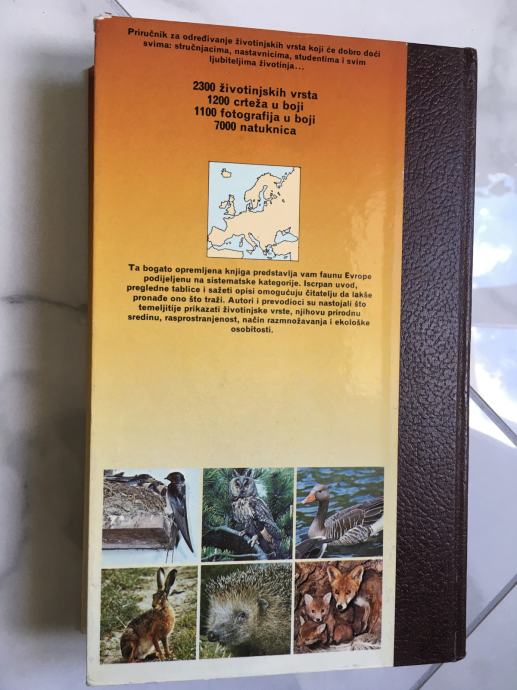 Priručnik za određivanje životinjskih vrsta koji će dobro doći
svima: stručnjacima, nastavnicima, studentima i svim
ljubiteljima životinja...
2300 životinjskih vrsta
1200 crteža u boji
1100 fotografija u boji
7000 natuknica
Ta bogato opremljena knjiga predstavlja vam faunu Evrope
podijeljenu na sistematske kategorije. Iscrpan uvod,
pregledne tablice i sažeti opisi omogućuju čitatelju da lakše
pronađe ono što traži. Autori i prevodioci su nastojali što
temeljitije prikazati životinjske vrste, njihovu prirodnu
sredinu, rasprostranjenost, način razmnožavanja i ekološke
osobitosti.